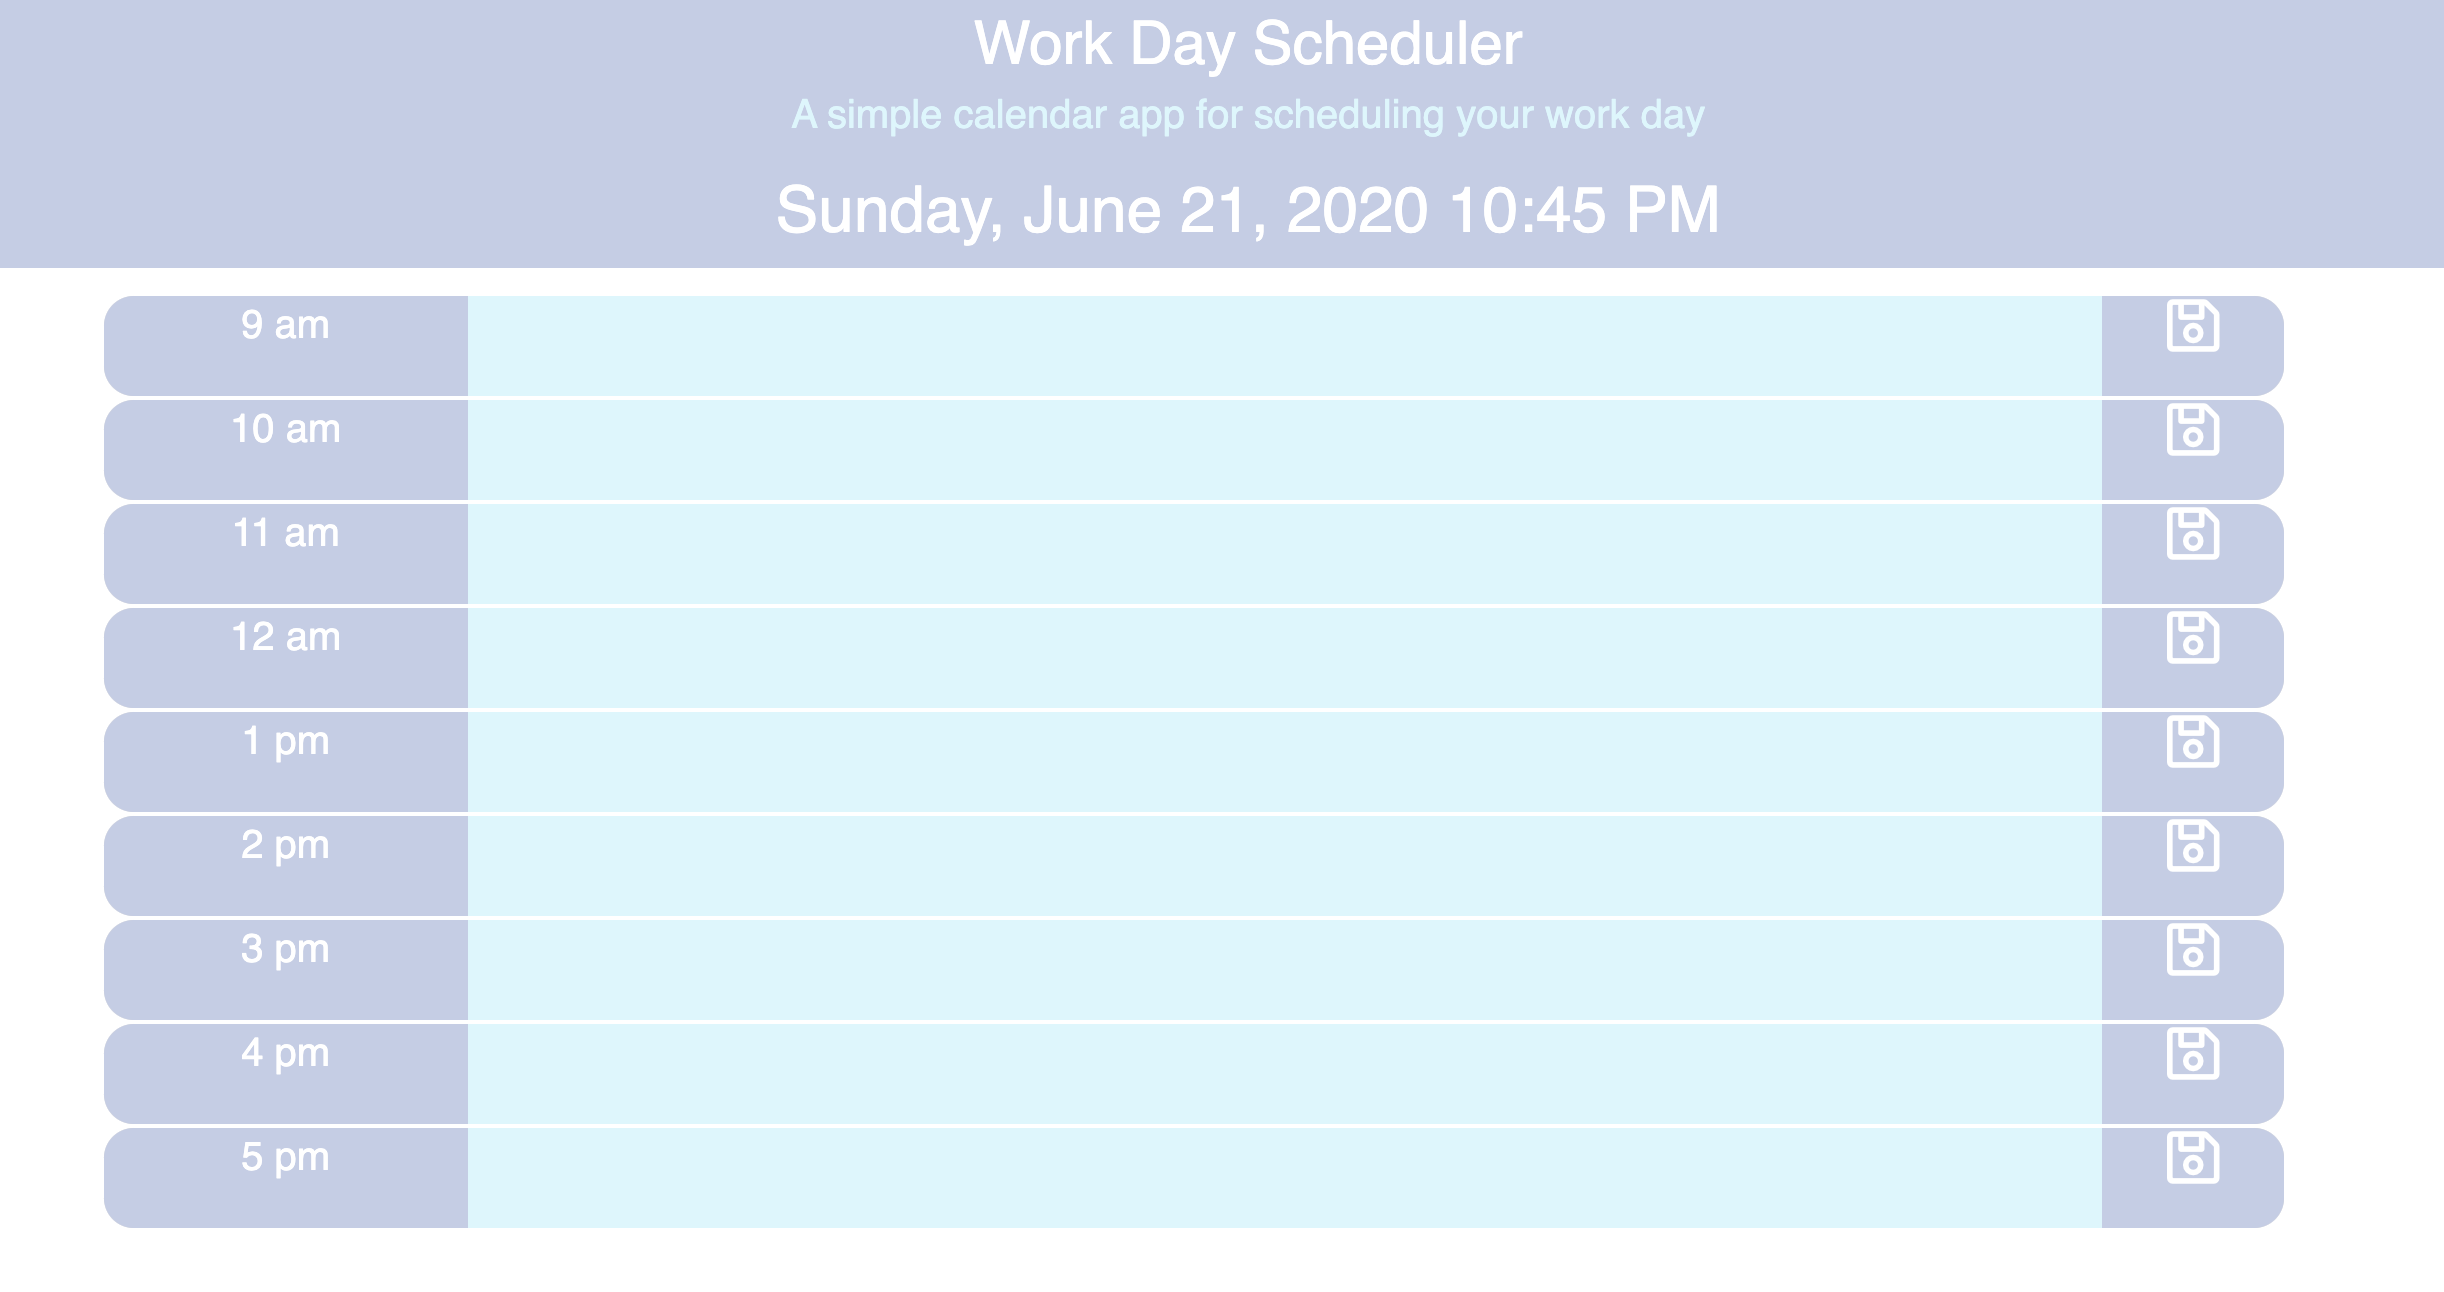 Work Day Scheduler
A simple calendar app for scheduling your work day
Sunday, June 21, 2020 10:45 PM
9 am
10 am
11 am
12 am
1 pm
2 pm
3 pm
4 pm
5 pm